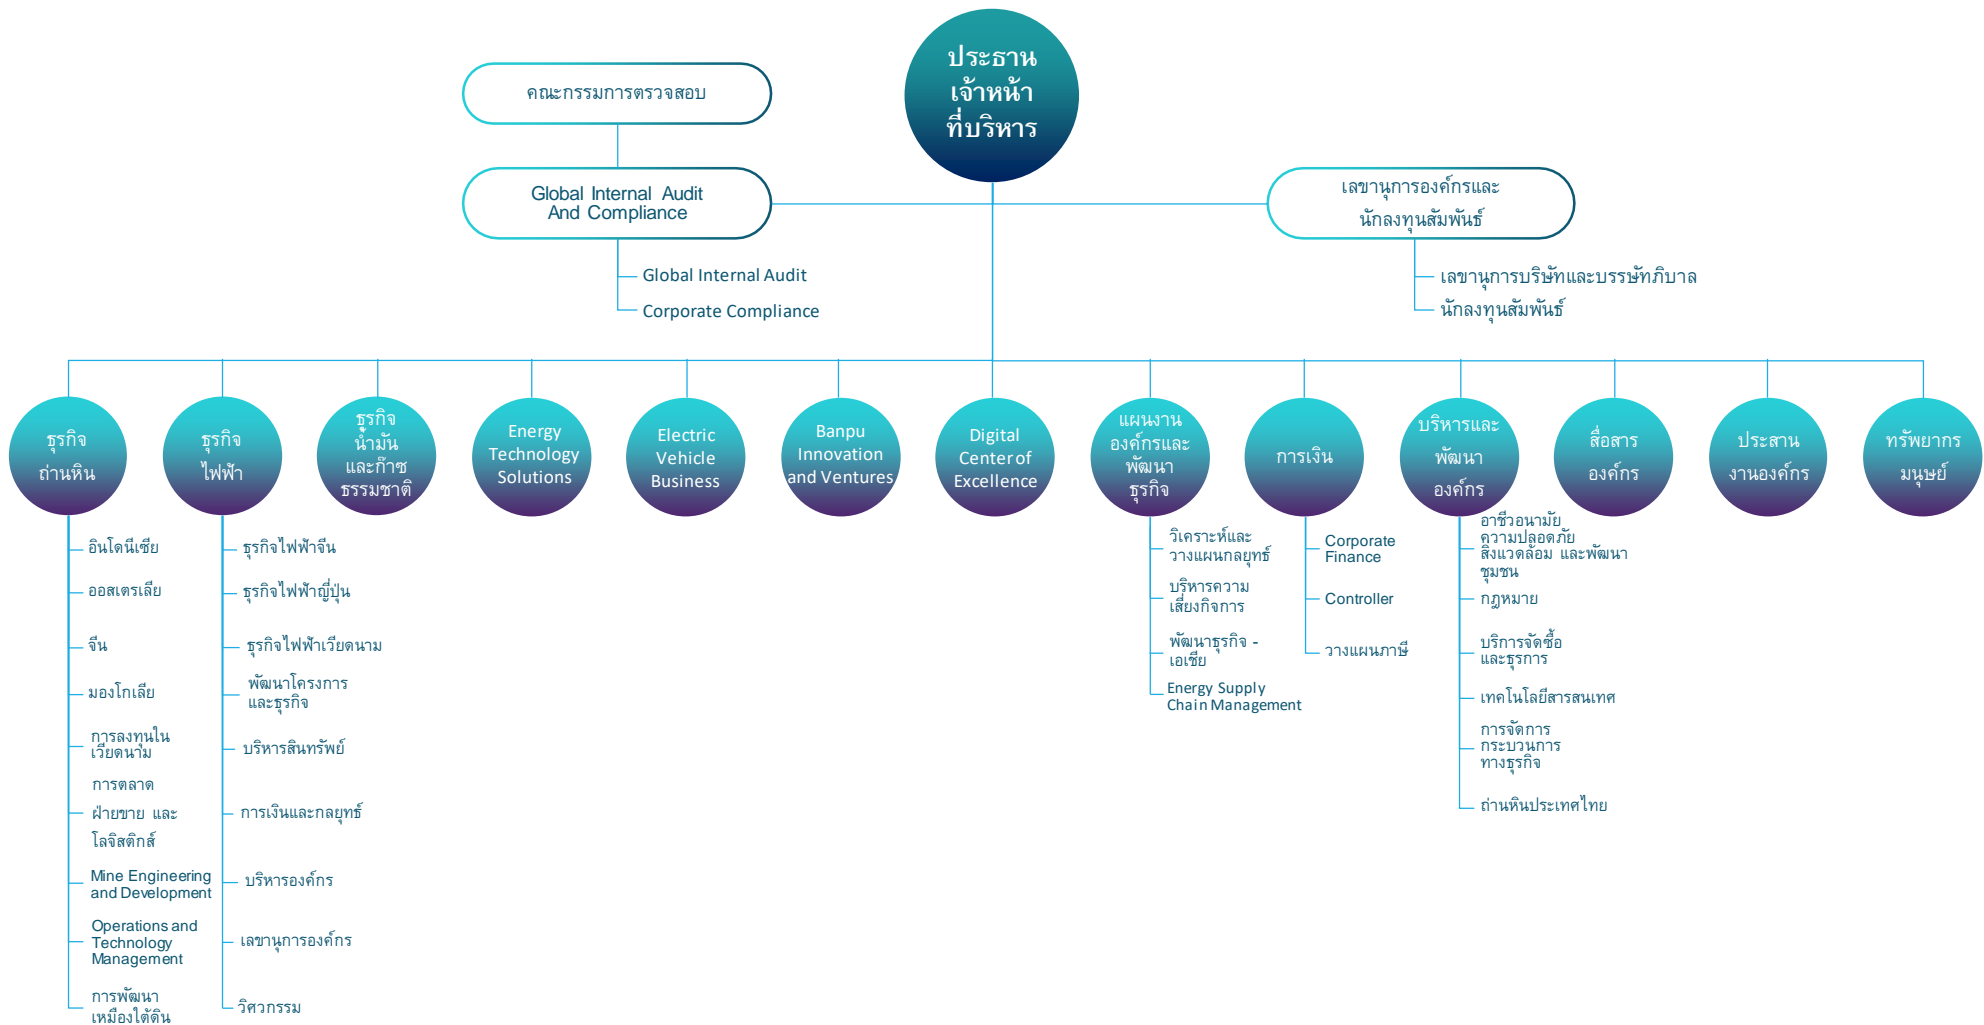 ประธาน
เจ้าหน้า
ที่บริหาร
คณะกรรมการตรวจสอบ
Global Internal Audit
And Compliance
เลขานุการองค์กรและ
นักลงทุนสัมพันธ์
Global Internal Audit
Corporate Compliance
เลขานุการบริษัทและบรรษัทภิบาล
นักลงทุนสัมพันธ์
ธุรกิจ
ถ่านหิน
ธุรกิจ
ไฟฟ้า
ธุรกิจ
น้ำมัน
และก๊าซ
ธรรมชาติ
Energy
Technology
Solutions
Electric
Vehicle
Business
Banpu
Innovation
and Ventures
Digital
Center of
Excellence
แผนงาน
องค์กรและ
พัฒนา
ธุรกิจ
การเงิน
บริหารและ
พัฒนา
องค์กร
สื่อสาร
องค์กร
ประสาน
งานองค์กร
ทรัพยากร
มนุษย์
อินโดนีเซีย
ออสเตรเลีย
จีน
มองโกเลีย
การลงทุนใน
เวียดนาม
การตลาด
ฝ่ายขาย และ
โลจิสติกส์
Mine Engineering
and Development
Operations and
Technology
Management
การพัฒนา
เหมืองใต้ดิน
ธุรกิจไฟฟ้าจีน
ธุรกิจไฟฟ้าญี่ปุ่น
ธุรกิจไฟฟ้าเวียดนาม
พัฒนาโครงการ
และธุรกิจ
บริหารสินทรัพย์
การเงินและกลยุทธ์
บริหารองค์กร
เลขานุการองค์กร
วิศวกรรม
วิเคราะห์และ
วางแผนกลยุทธ์
บริหารความ
เสี่ยงกิจการ
พัฒนาธุรกิจ -
เอเชีย
Energy Supply
Chain Management
Corporate
Finance
Controller
วางแผนภาษี
อาชีวอนามัย
ความปลอดภัย
สิ่งแวดล้อม และพัฒนา
ชุมชน
กฎหมาย
บริการจัดซื้อ
และธุรการ
เทคโนโลยีสารสนเทศ
การจัดการ
กระบวนการ
ทางธุรกิจ
ถ่านหินประเทศไทย